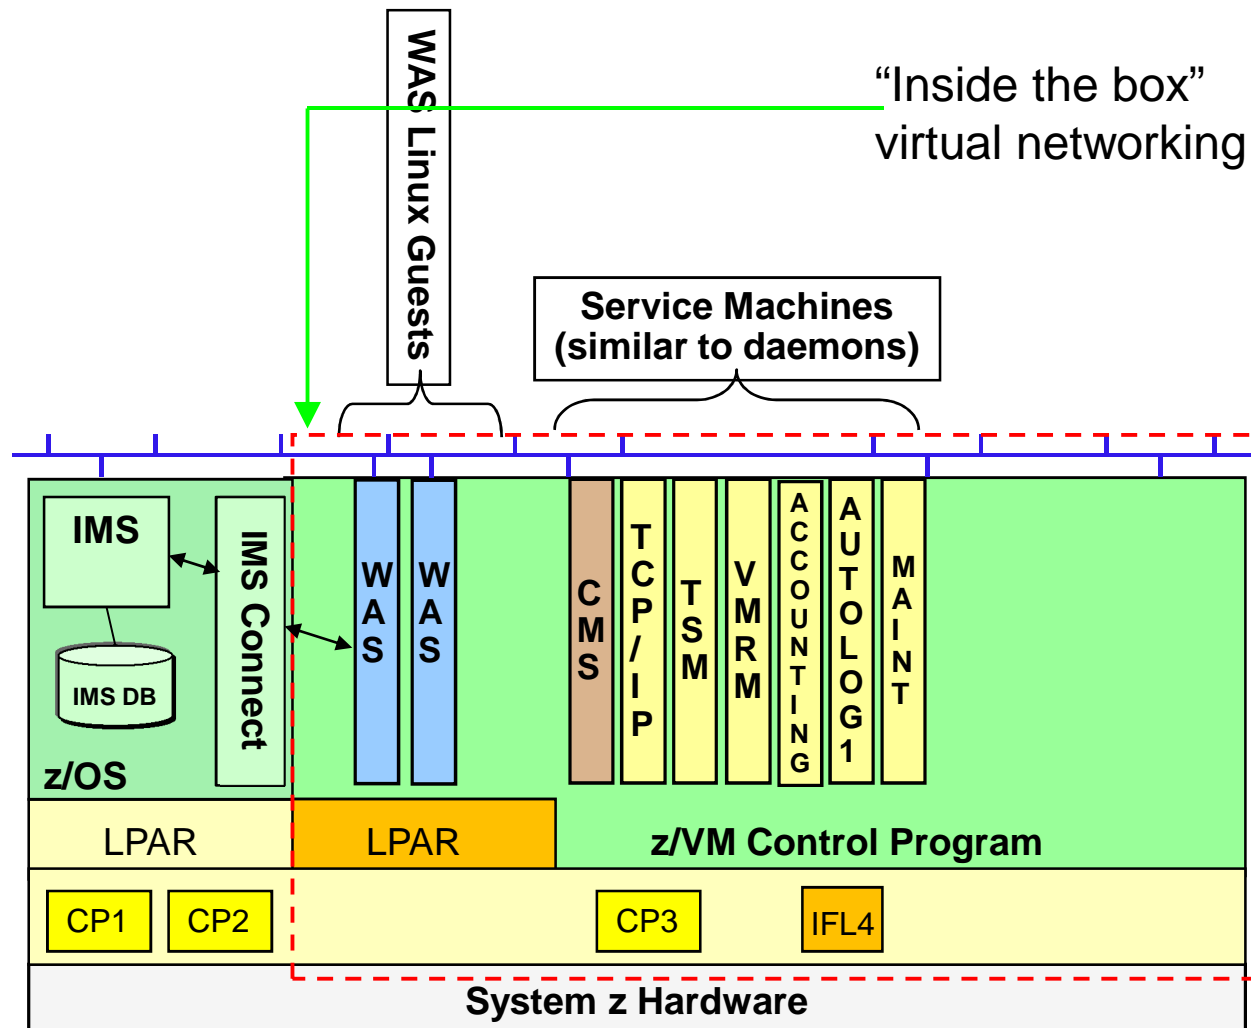 WAS Linux Guests
“Inside the box”
virtual networking
Service Machines
(similar to daemons)
IMS
IMS Connect
IMS DB
z/OS
WAS
WAS
CMS
TCP/IP
TSM
VMRM
ACCOUNTING
AUTOLOG1
MAINT
LPAR
LPAR
z/VM Control Program
CP1
CP2
CP3
IFL4
System z Hardware